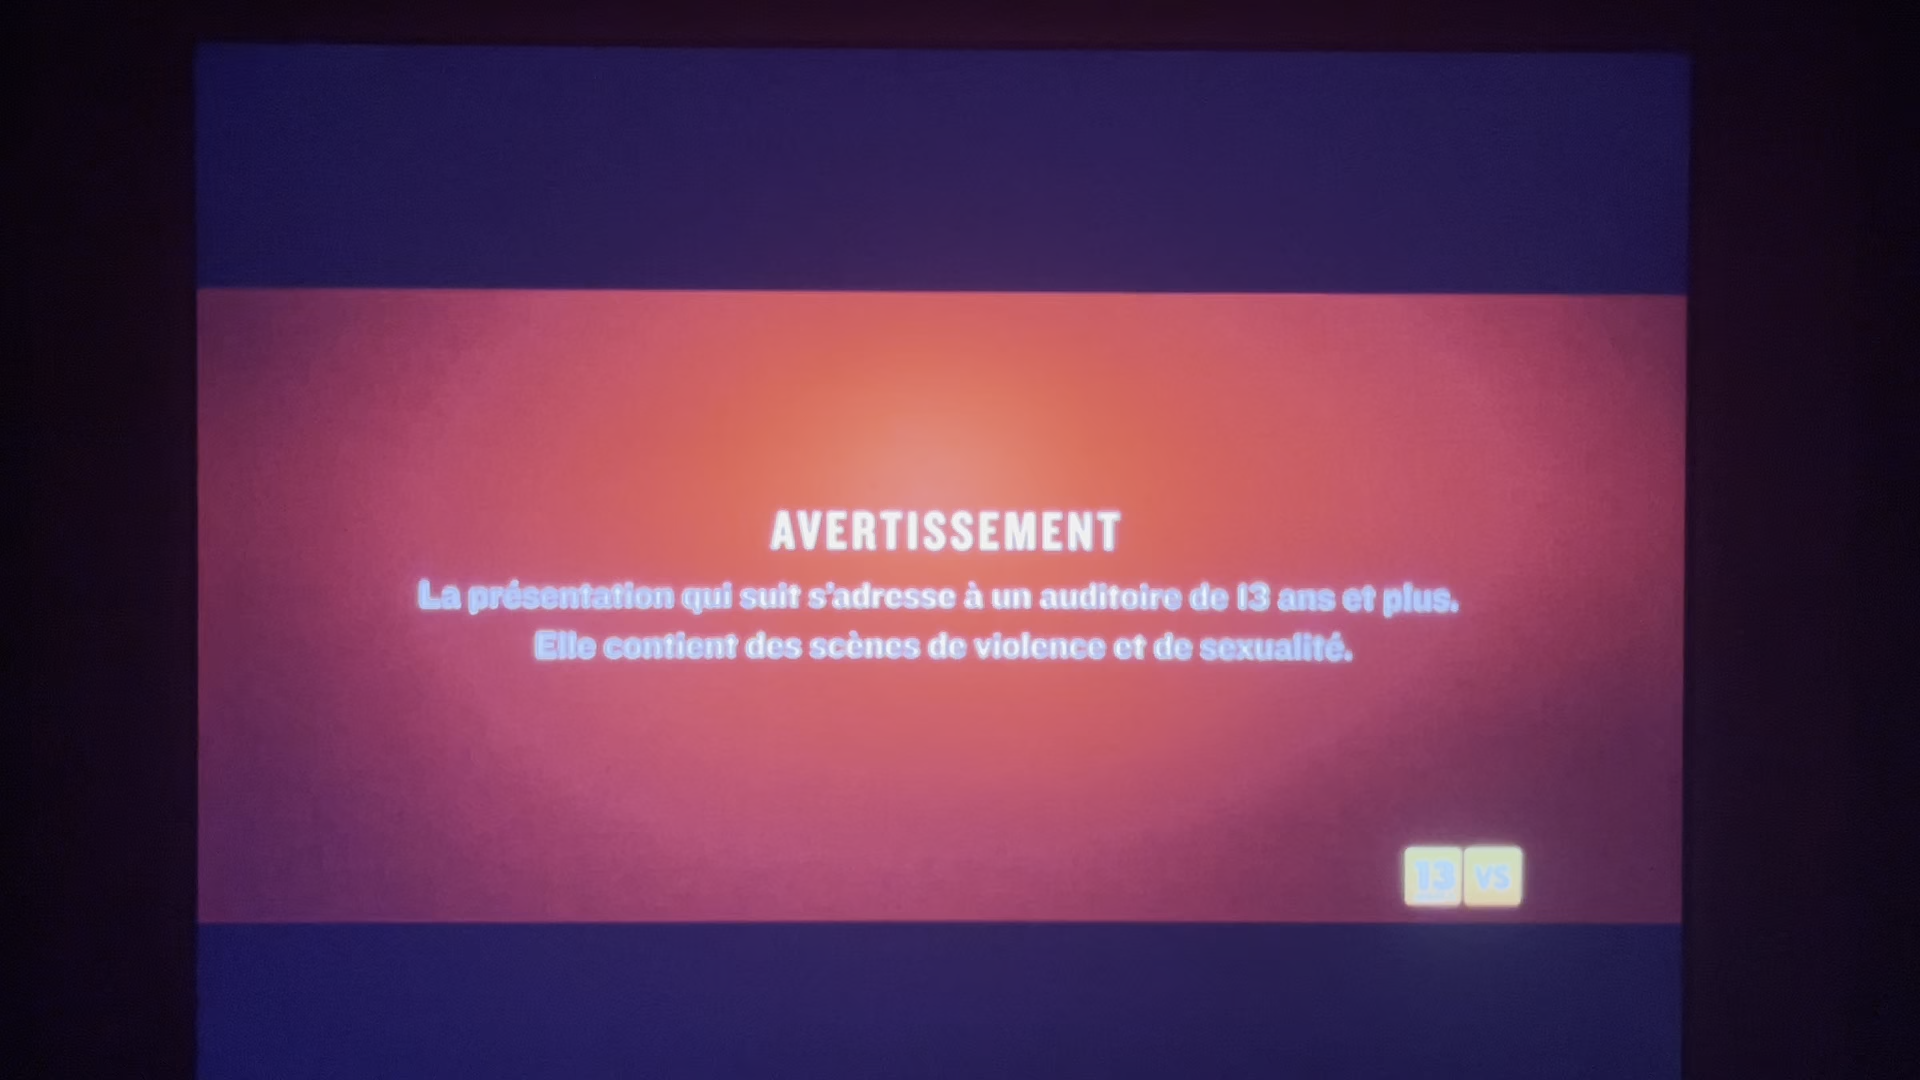 AVERTISSEMENT
La présentation qui suit s'adresse à un auditoire de 13 ans et plus.
Elle contient des scènes de violence et de sexualité.
13 VS